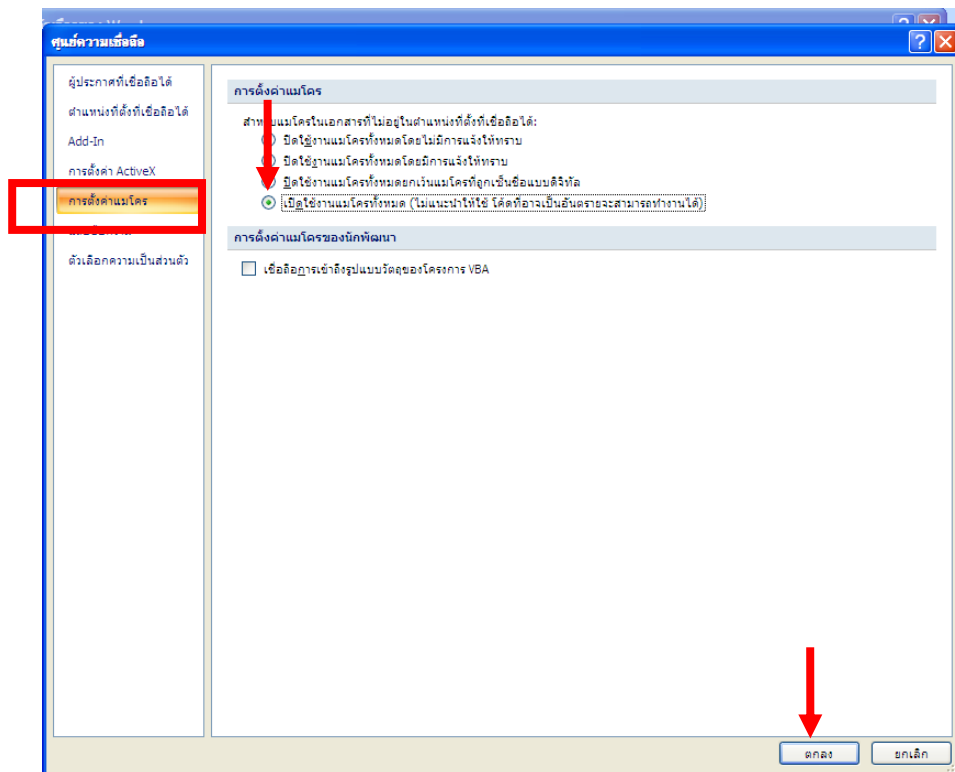 ศูนย์ความเชื่อถือ
ผู้ประกาศที่เชื่อถือได้
ตำแหน่งที่ตั้งที่เชื่อถือได้
Add-In
การตั้งค่า ActiveX
การตั้งค่าแมโคร
ตัวเลือกความเป็นส่วนตัว
การตั้งค่าแมโคร
สำหรับแมโครในเอกสารที่ไม่อยู่ในตำแหน่งที่ตั้งที่เชื่อถือได้:
ปิดใช้งานแมโครทั้งหมดโดยไม่มีการแจ้งให้ทราบ
ปิดใช้งานแมโครทั้งหมดโดยมีการแจ้งให้ทราบ
ปิดใช้งานแมโครทั้งหมดยกเว้นแมโครที่ถูกเซ็นชื่อแบบดิจิทัล
เปิดใช้งานแมโครทั้งหมด (ไม่แนะนำให้ใช้ โค้ดที่อาจเป็นอันตรายจะสามารถทำงานได้)
การตั้งค่าแมโครของนักพัฒนา
เชื่อถือการเข้าถึงรูปแบบวัตถุของโครงการ VBA
ตกลง
ยกเลิก